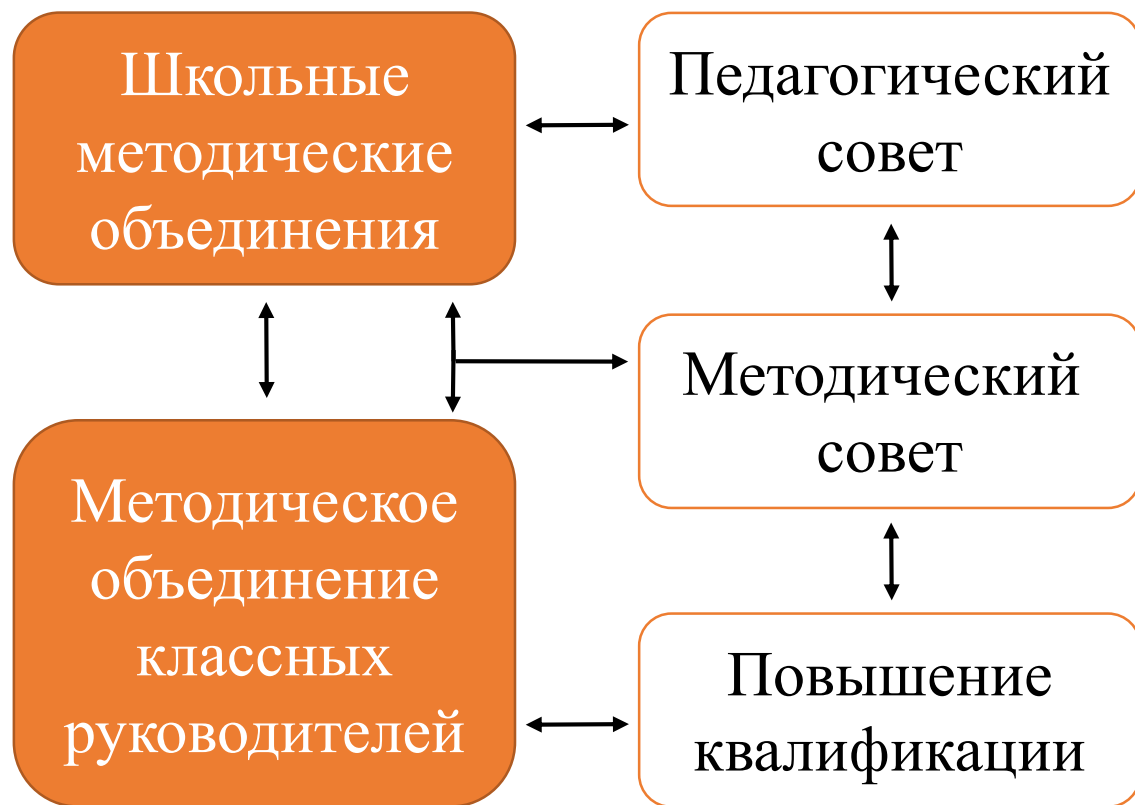 Школьные
методические
объединения
Педагогический
совет
Методический
совет
Методическое
объединение
классных
руководителей
Повышение
квалификации